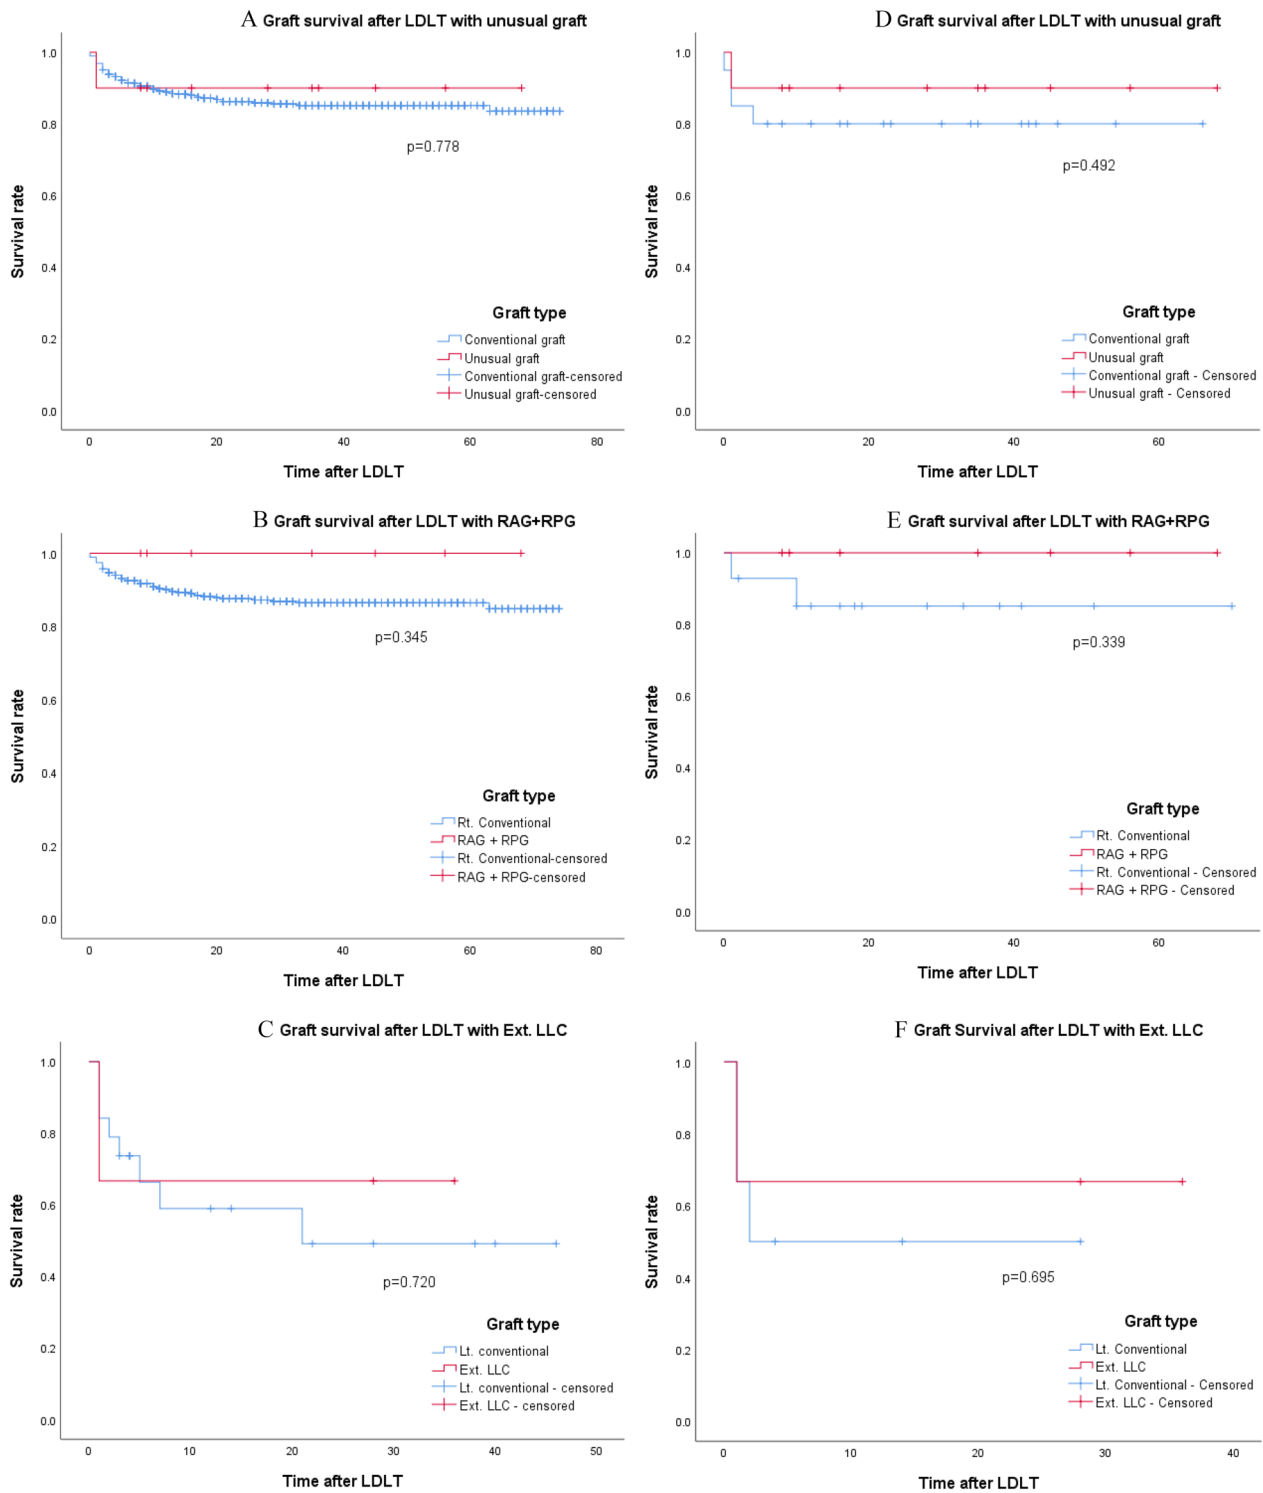 A Graft survival after LDLT with unusual graft
1.0
0.8
0.6
0.4
0.2
0.0
Survival rate
p=0.778
Graft type
Conventional graft
Unusual graft
Conventional graft-censored
Unusual graft-censored
0 20 40 60 80
Time after LDLT
D Graft survival after LDLT with unusual graft
1.0
0.8
0.6
0.4
0.2
0.0
Survival rate
p=0.492
Graft type
Conventional graft
Unusual graft
Conventional graft - Censored
Unusual graft - Censored
0 20 40 60
Time after LDLT
B Graft survival after LDLT with RAG+RPG
1.0
0.8
0.6
0.4
0.2
0.0
Survival rate
p=0.345
Graft type
Rt. Conventional
RAG + RPG
Rt. Conventional-censored
RAG + RPG-censored
0 20 40 60 80
Time after LDLT
E Graft survival after LDLT with RAG+RPG
1.0
0.8
0.6
0.4
0.2
0.0
Survival rate
p=0.339
Graft type
Rt. Conventional
RAG + RPG
Rt. Conventional - Censored
RAG + RPG - Censored
0 20 40 60
Time after LDLT
C Graft survival after LDLT with Ext. LLC
1.0
0.8
0.6
0.4
0.2
0.0
Survival rate
p=0.720
Graft type
Lt. conventional
Ext. LLC
Lt. conventional - censored
Ext. LLC - censored
0 10 20 30 40 50
Time after LDLT
F Graft Survival after LDLT with Ext. LLC
1.0
0.8
0.6
0.4
0.2
0.0
Survival rate
p=0.695
Graft type
Lt. Conventional
Ext. LLC
Lt. Conventional - Censored
Ext. LLC - Censored
0 10 20 30 40
Time after LDLT